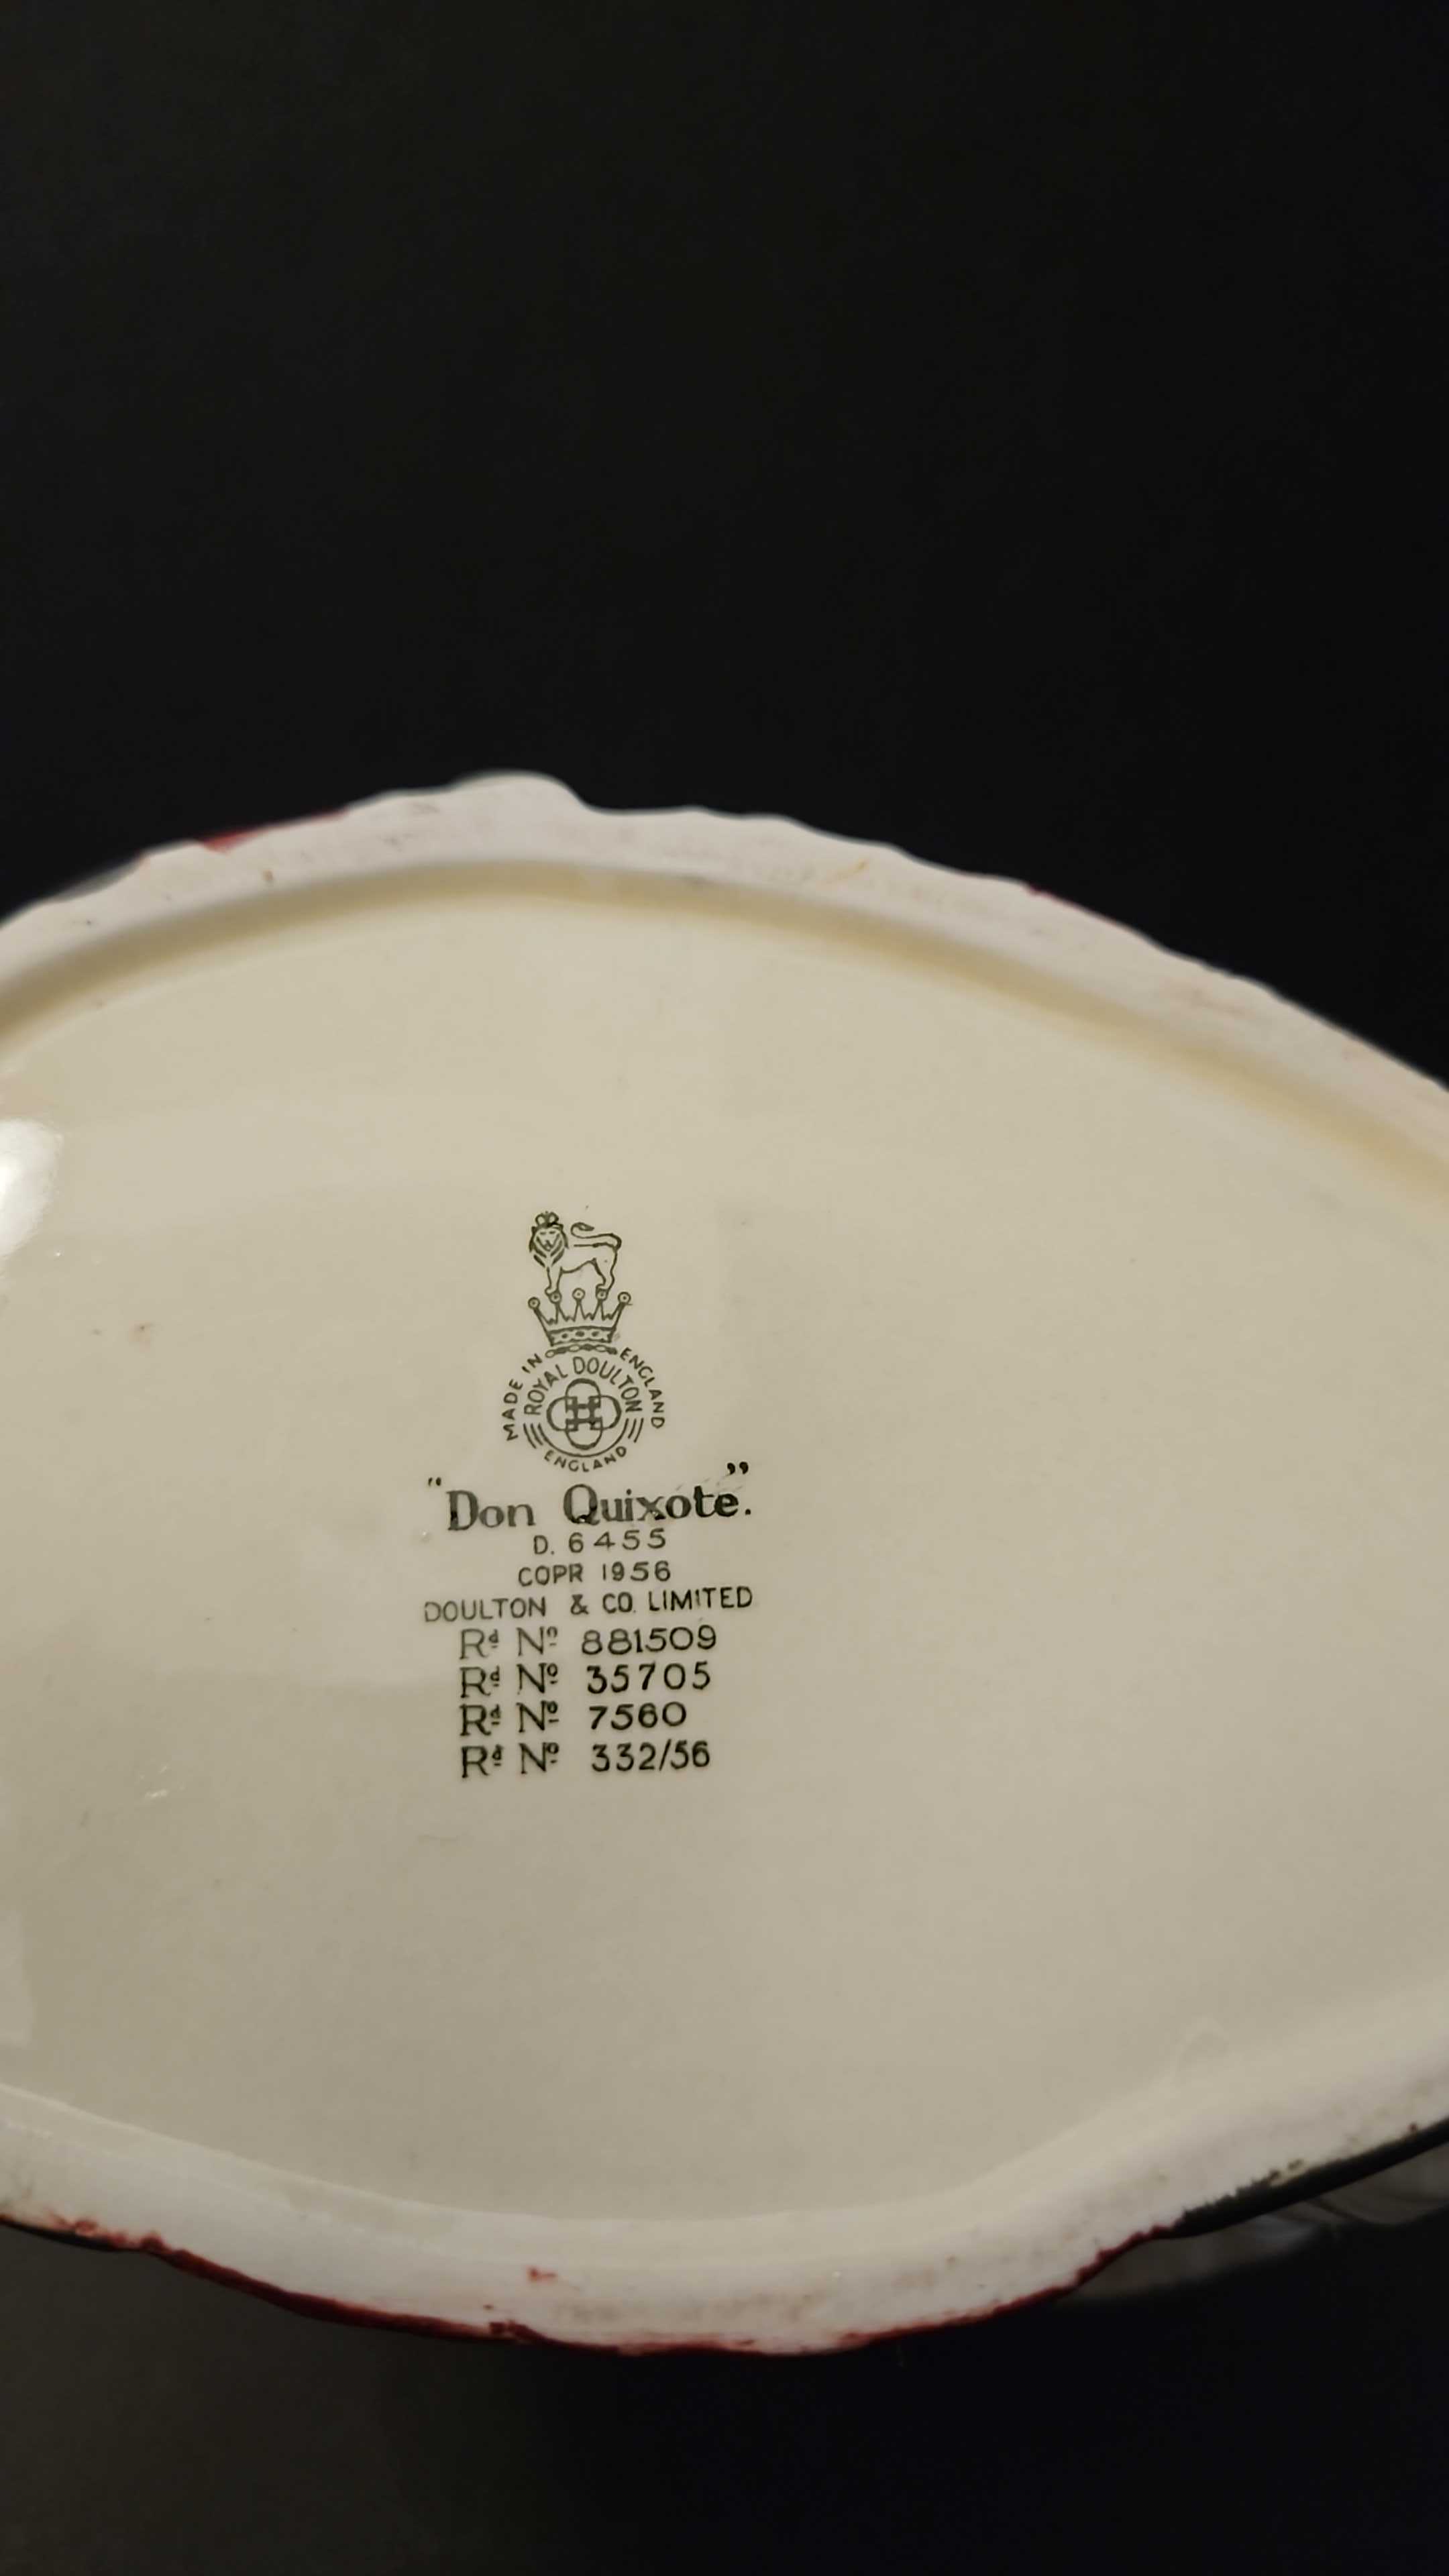 MADE IN ENGLAND
ROYAL DOULTON
ENGLAND
"Don Quixote."
D. 6455
COPR 1956
DOULTON & CO. LIMITED
Rd No 881509
Rd No 35705
Rd No 7560
Rd No 332/56